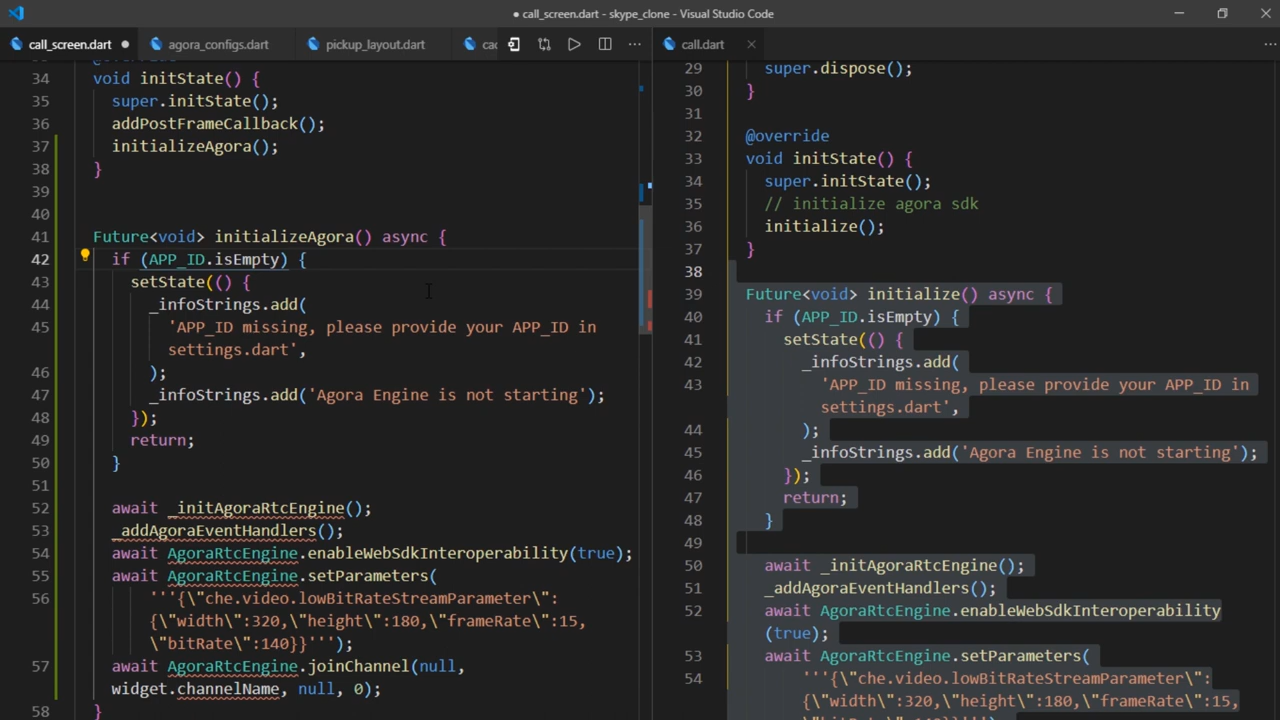 call_screen.dart - skype_clone - Visual Studio Code
call_screen.dart
agora_configs.dart
pickup_layout.dart
34 void initState() {
35 super.initState();
36 addPostFrameCallback();
37 initializeAgora();
38 }
39
40
41 Future<void> initializeAgora() async {
42 if (APP_ID.isEmpty) {
43 setState(() {
44 _infoStrings.add(
45 'APP_ID missing, please provide your APP_ID in
settings.dart',
46 );
47 _infoStrings.add('Agora Engine is not starting');
48 });
49 return;
50 }
51
52 await _initAgoraRtcEngine();
53 _addAgoraEventHandlers();
54 await AgoraRtcEngine.enableWebSdkInteroperability(true);
55 await AgoraRtcEngine.setParameters(
56 '''{\"che.video.lowBitRateStreamParameter\":
{\"width\":320,\"height\":180,\"frameRate\":15,
\"bitRate\":140}}''');
57 await AgoraRtcEngine.joinChannel(null,
widget.channelName, null, 0);
58 }
call.dart
29 super.dispose();
30 }
31
32 @override
33 void initState() {
34 super.initState();
35 // initialize agora sdk
36 initialize();
37 }
38
39 Future<void> initialize() async {
40 if (APP_ID.isEmpty) {
41 setState(() {
42 _infoStrings.add(
43 'APP_ID missing, please provide your APP_ID in
settings.dart',
44 );
45 _infoStrings.add('Agora Engine is not starting');
46 });
47 return;
48 }
49
50 await _initAgoraRtcEngine();
51 _addAgoraEventHandlers();
52 await AgoraRtcEngine.enableWebSdkInteroperability
(true);
53 await AgoraRtcEngine.setParameters(
54 '''{\"che.video.lowBitRateStreamParameter\":
{\"width\":320,\"height\":180,\"frameRate\":15,